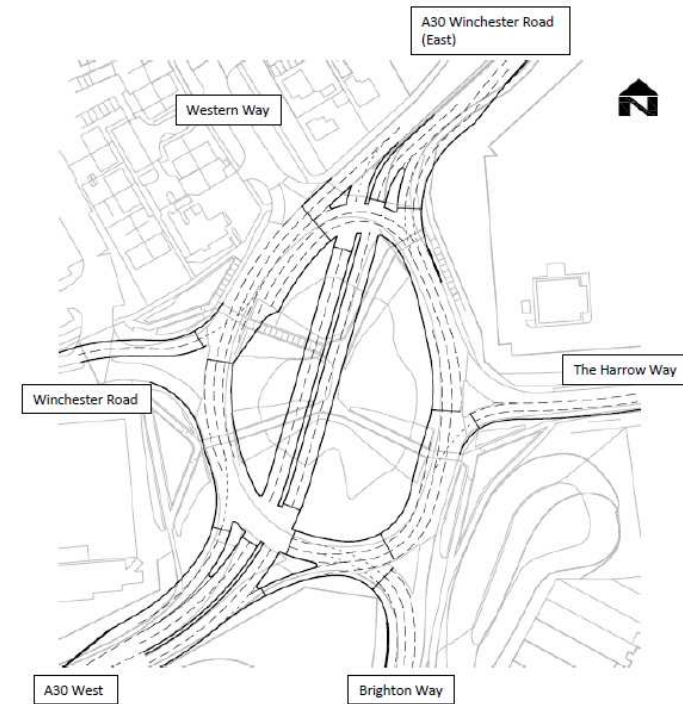 A30 Winchester Road
(East)
N
Western Way
The Harrow Way
Winchester Road
A30 West
Brighton Way